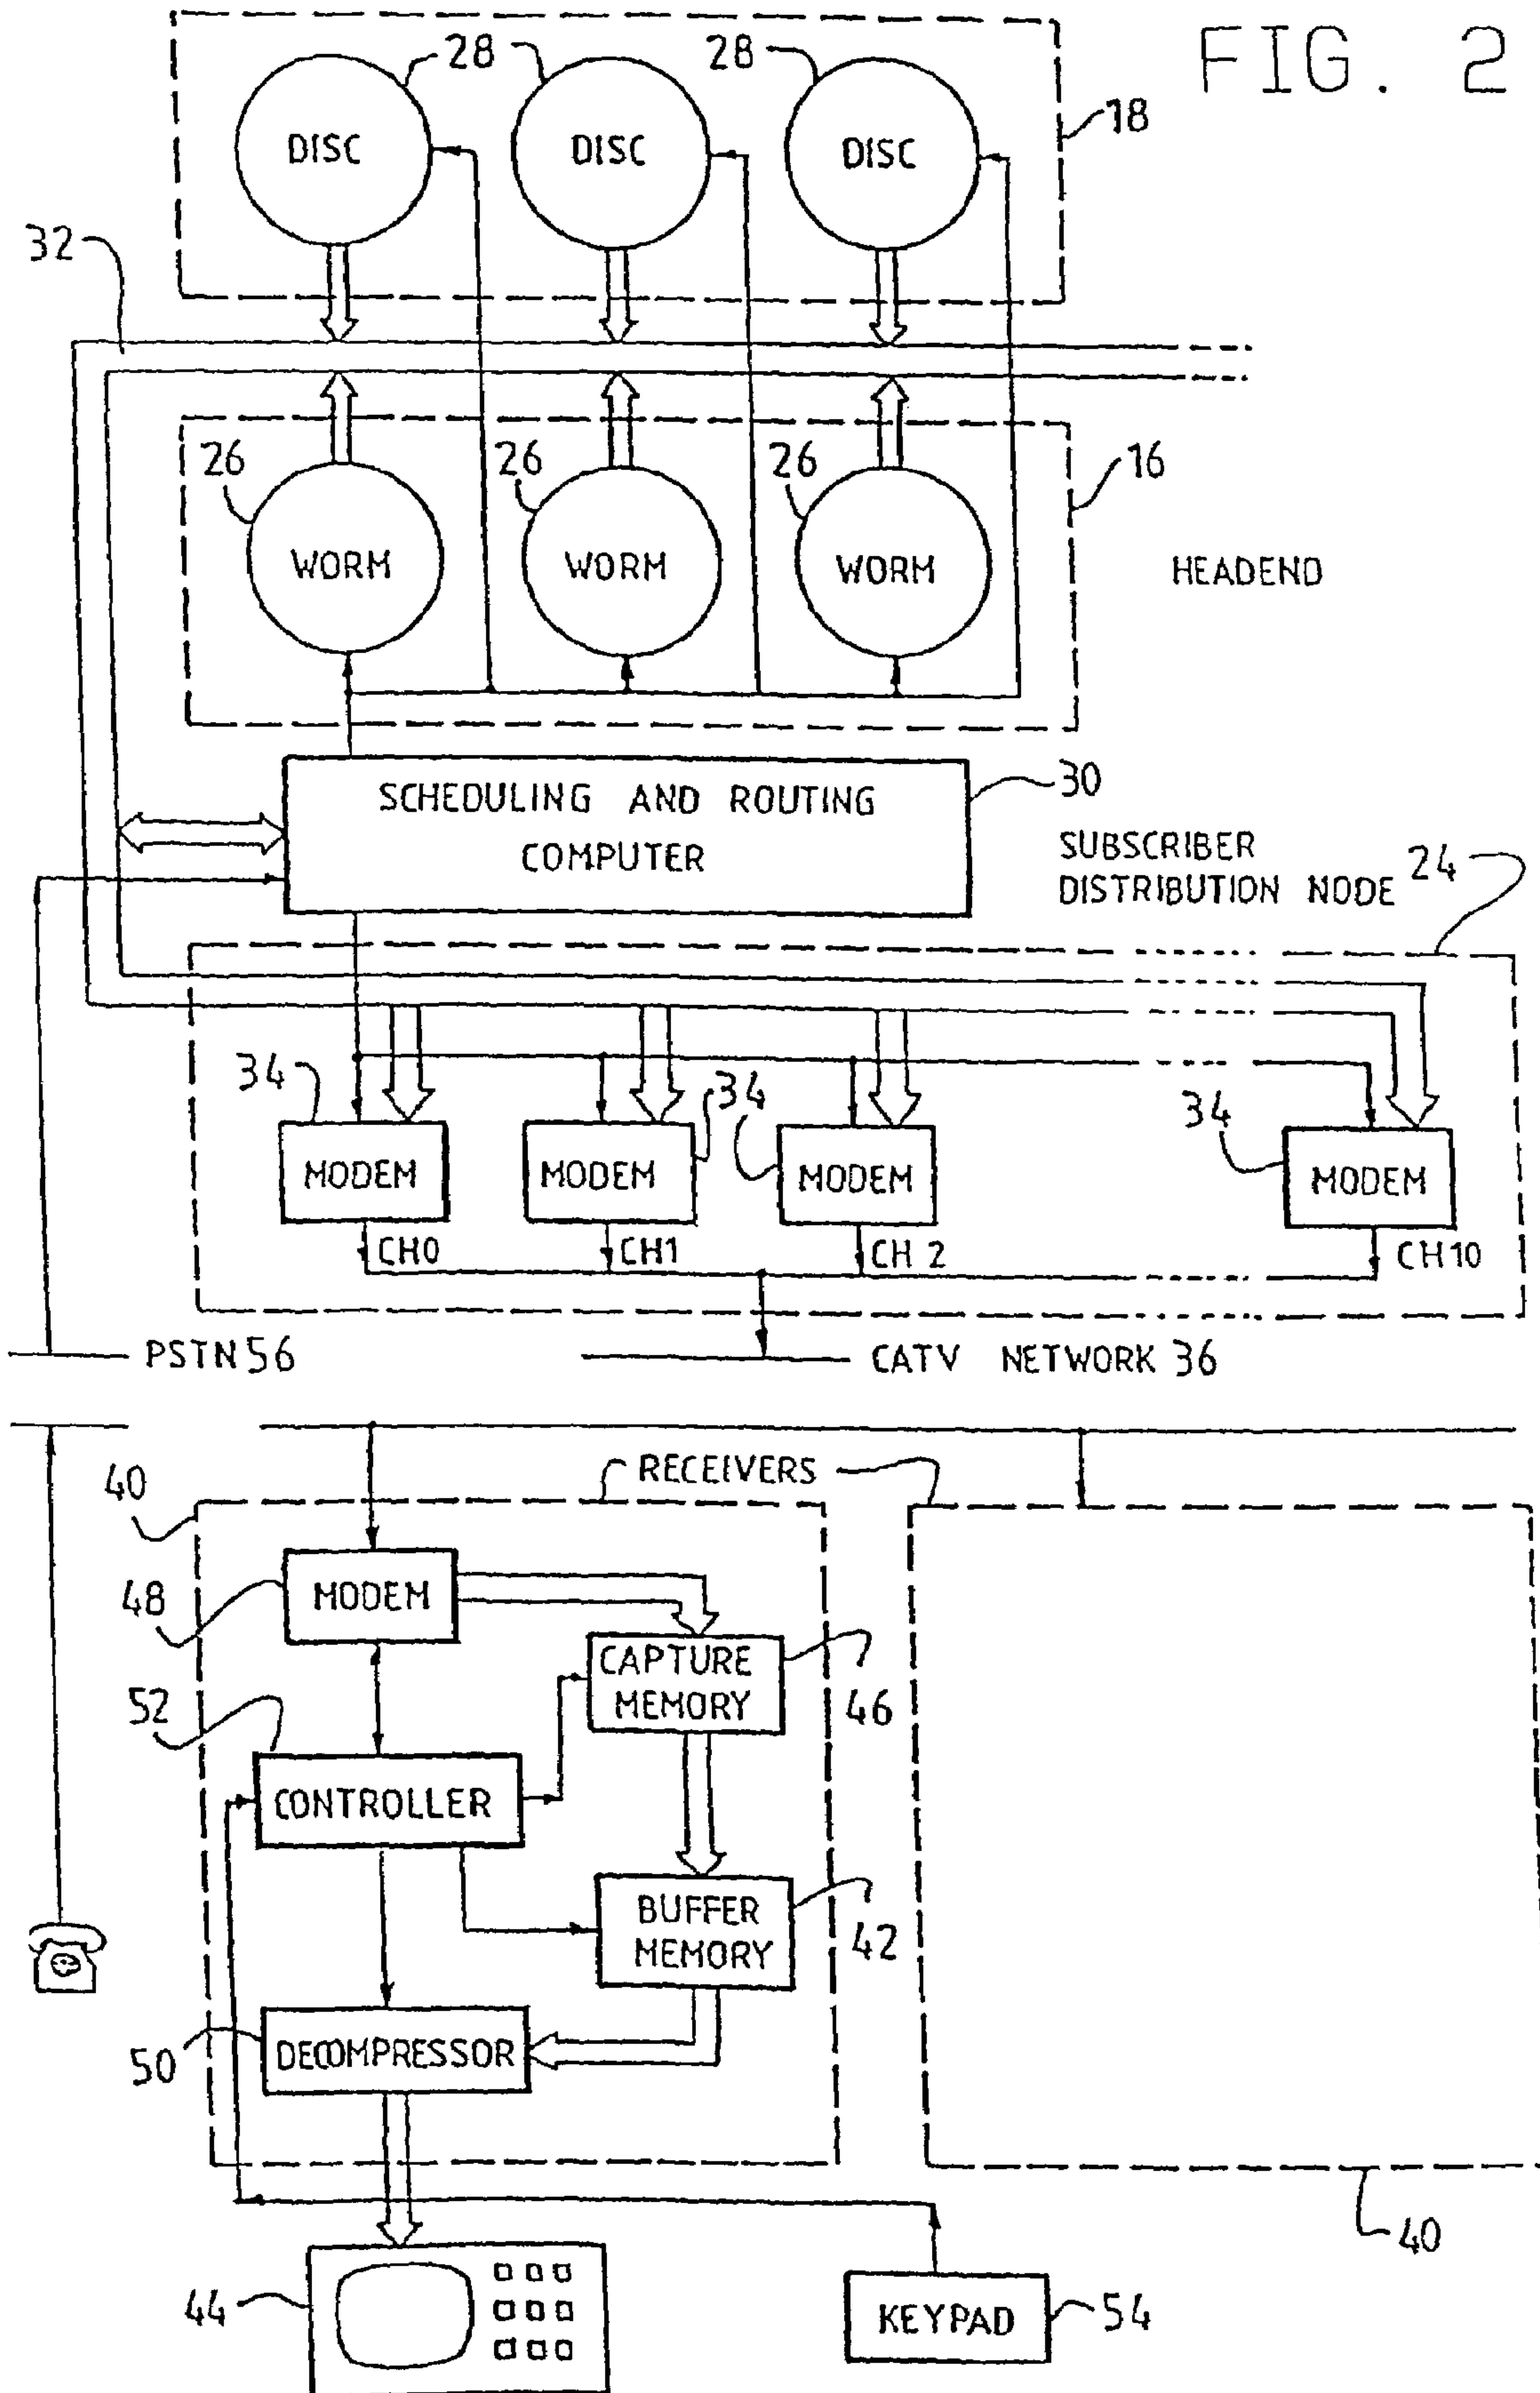 FIG. 2
28
28
18
DISC
DISC
DISC
32
26
26
26
16
WORM
WORM
WORM
HEADEND
SCHEDULING AND ROUTING
COMPUTER
30
SUBSCRIBER
DISTRIBUTION NODE
24
34
34
34
34
MODEM
MODEM
MODEM
MODEM
CH0
CH1
CH 2
CH 10
PSTN 56
CATV NETWORK 36
40
RECEIVERS
48
MODEM
CAPTURE
MEMORY
46
52
CONTROLLER
BUFFER
MEMORY
42
50
DECOMPRESSOR
40
44
KEYPAD
54